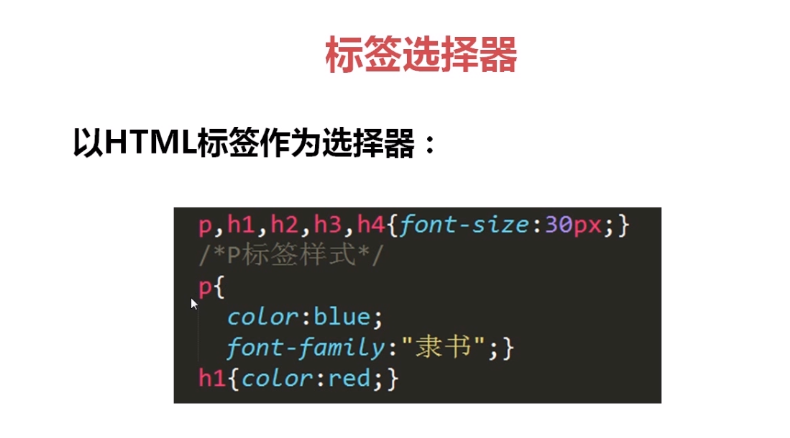 标签选择器
以HTML标签作为选择器：
p,h1,h2,h3,h4{font-size:30px;}
/*P标签样式*/
p{
color:blue;
font-family:"隶书";}
h1{color:red;}